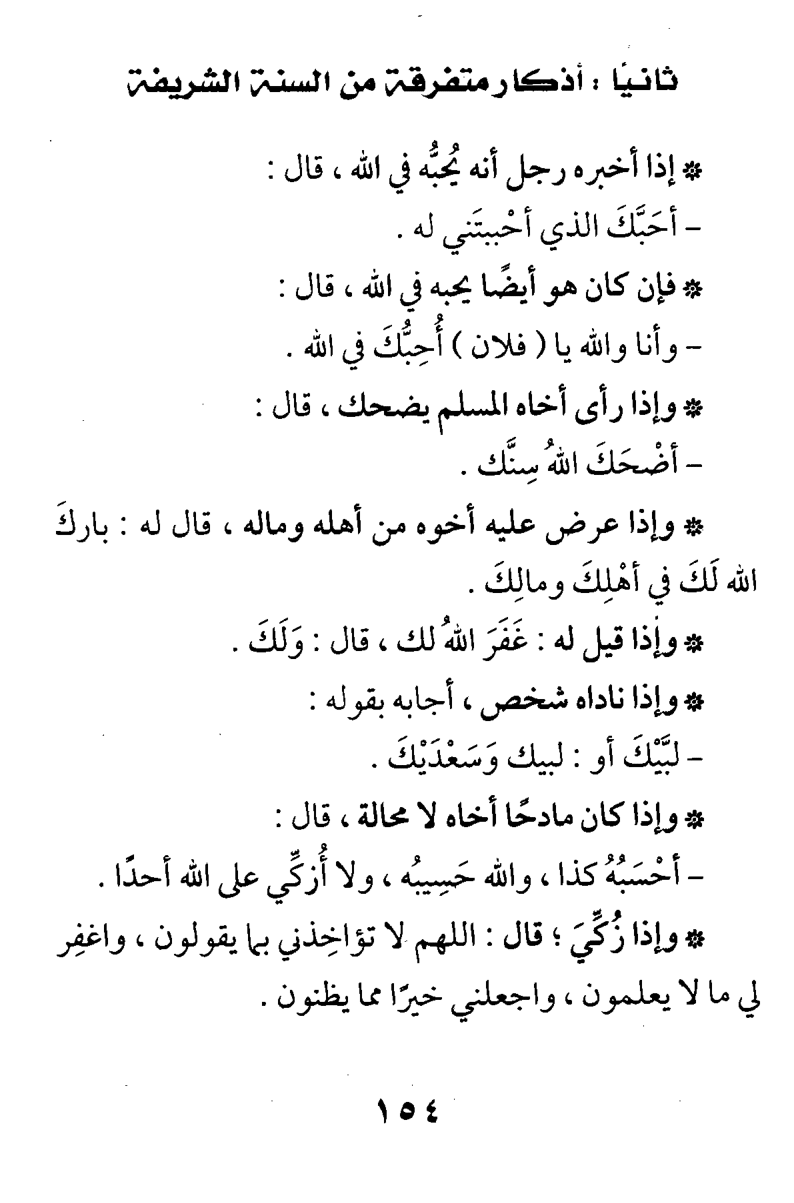 ثانيًا : أذكار متفرقة من السنة الشريفة
* إذا أخبره رجل أنه يُحبُّه في الله ، قال :
– أحَبَّكَ الذي أحْببتَني له .
* فإن كان هو أيضًا يحبه في الله ، قال :
– وأنا والله يا ( فلان ) أُحِبُّكَ في الله .
* وإذا رأى أخاه المسلم يضحك ، قال :
– أضْحَكَ اللهُ سِنَّك .
* وإذا عرض عليه أخوه من أهله وماله ، قال له : باركَ
الله لَكَ في أهْلِكَ ومالِكَ .
* وإذا قيل له : غَفَرَ اللهُ لك ، قال : وَلَكَ .
* وإذا ناداه شخص ، أجابه بقوله :
– لبَّيْكَ أو : لبيك وَسَعْدَيْكَ .
* وإذا كان مادحًا أخاه لا محالة ، قال :
– أحْسَبُهُ كذا ، والله حَسِيبُه ، ولا أُزكِّي على الله أحدًا .
* وإذا زُكِّيَ ؛ قال : اللهم لا تؤاخِذني بما يقولون ، واغفِر
لي ما لا يعلمون ، واجعلني خيرًا مما يظنون .
١٥٤